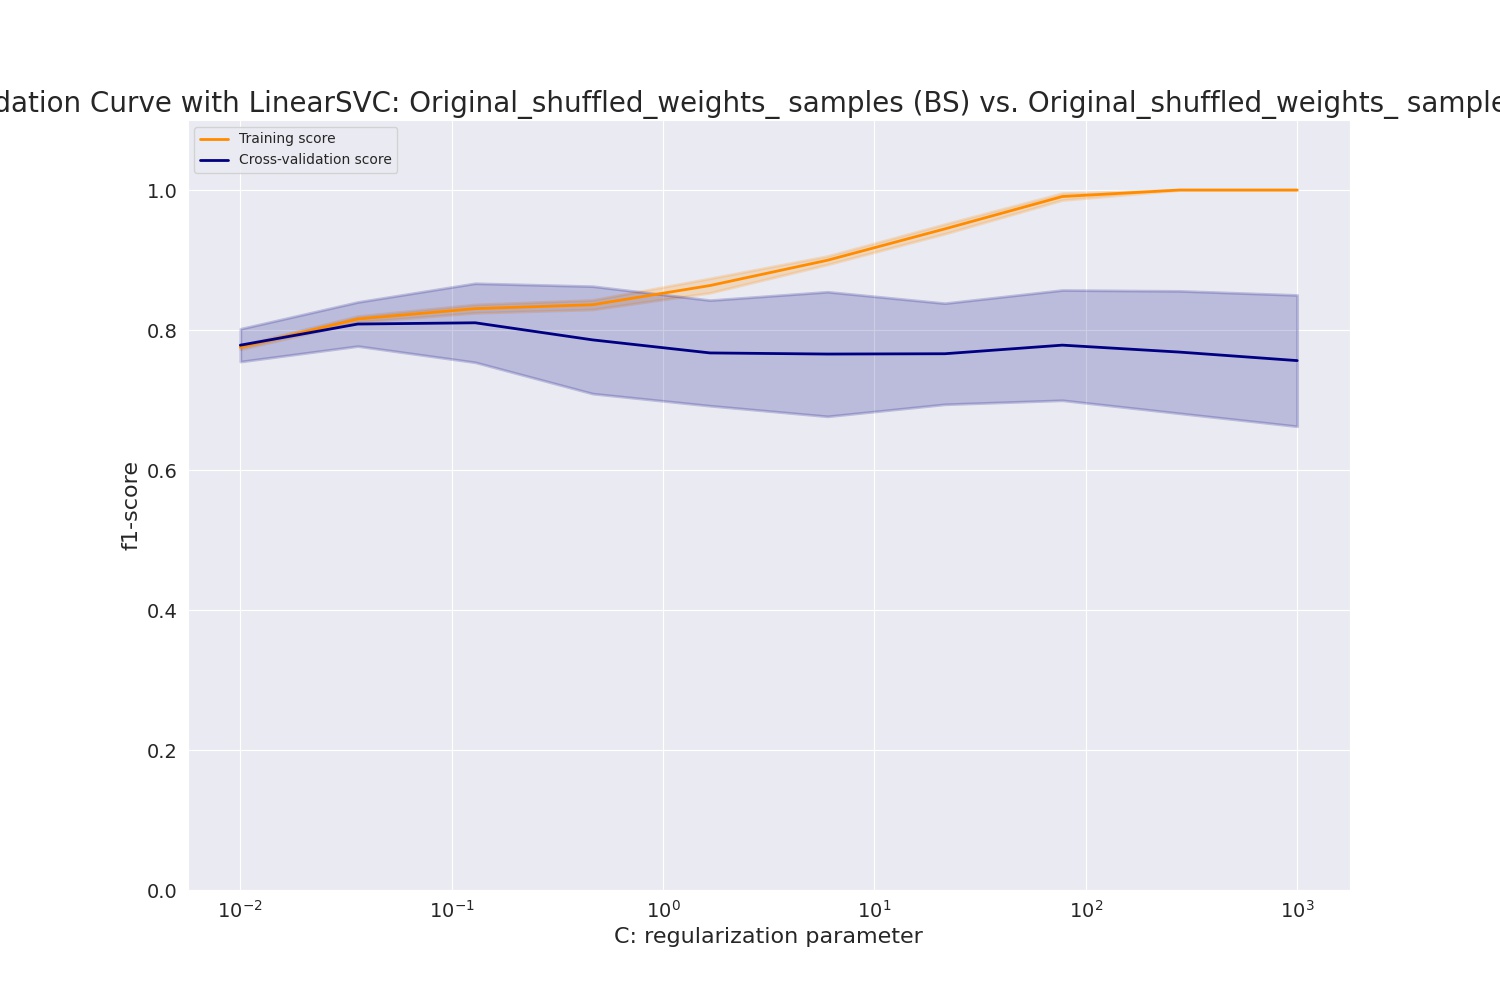 dation Curve with LinearSVC: Original_shuffled_weights_ samples (BS) vs. Original_shuffled_weights_ sample
Training score
Cross-validation score
1.0
0.8
0.6
0.4
0.2
0.0
f1-score
10⁻² 10⁻¹ 10⁰ 10¹ 10² 10³
C: regularization parameter